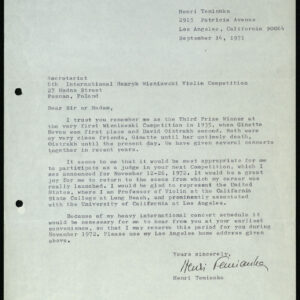 Henri Temianka
2915 Patricia Avenue
Los Angeles, California 90064
September 16, 1971
Secretariat
6th International Henryk Wieniawski Violin Competition
27 Wodna Street
Poznan, Poland
Dear Sir or Madam,
I trust you remember me as the Third Prize Winner at
the very first Wieniawski Competition in 1935, when Ginette
Neveu was first place and David Oistrakh second. Both were
my very close friends, Ginette until her untimely death,
Oistrakh until the present day. We have given several concerts
together in recent years.
It seems to me that it would be most appropriate for me
to participate as a judge in your next Competition, which I
see announced for November 12-26, 1972. It would be a great
joy for me to return to the scene from which my career was
really launched. I would be glad to represent the United
States, where I am Professor of Violin at the California
State College at Long Beach, and prominently associated
with the University of California at Los Angeles.
Because of my heavy international concert schedule it
would be necessary for me to hear from you at your earliest
convenience, so that I may reserve this period for you during
November 1972. Please use my Los Angeles home address given
above.
Yours sincerely,
Henri Temianka
Henri Temianka